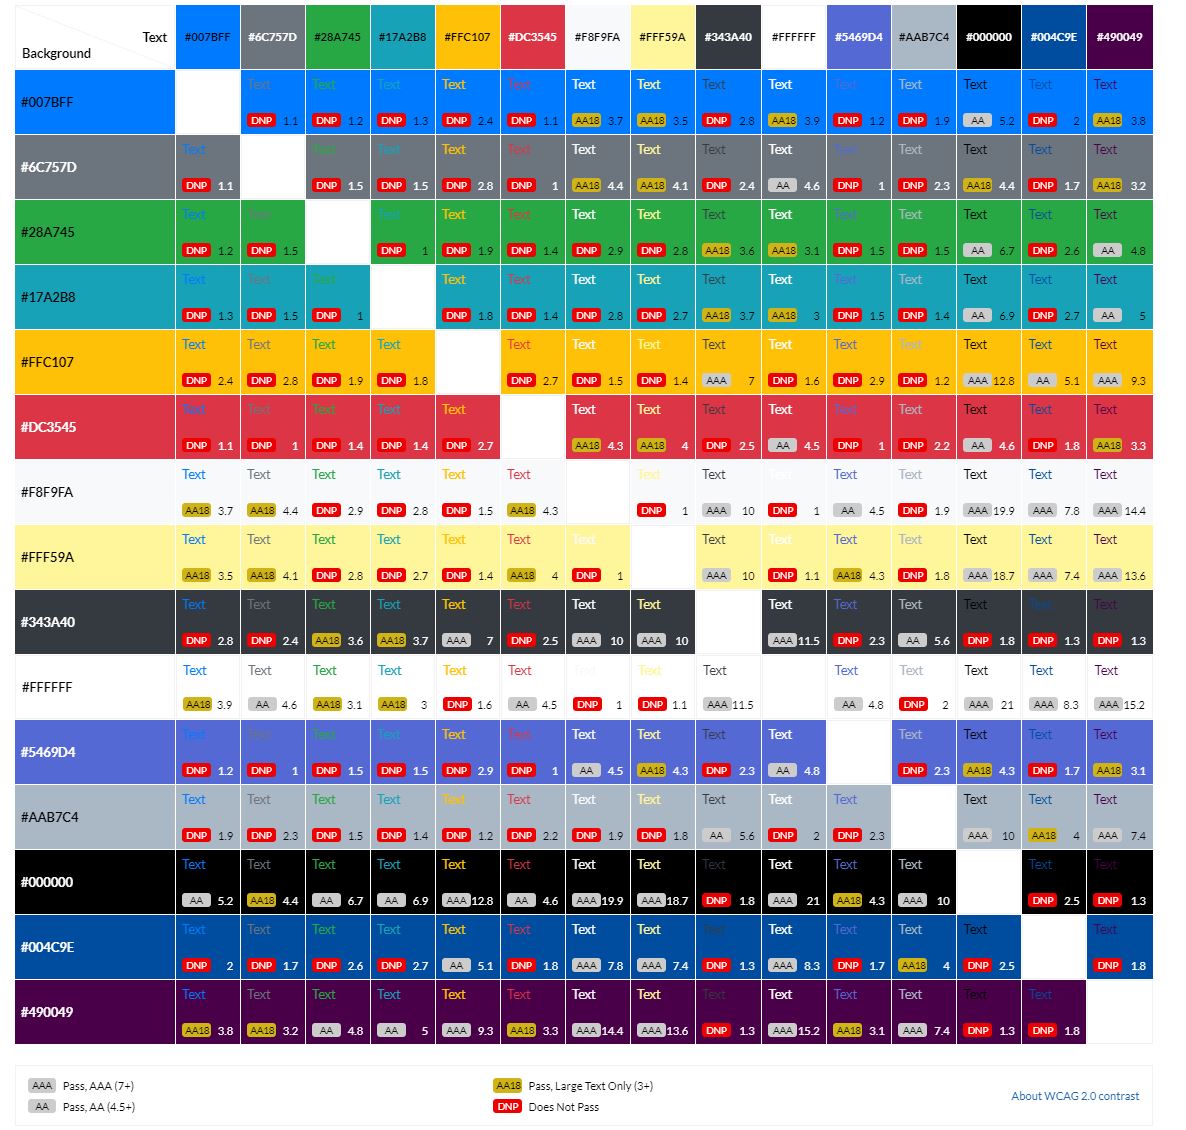 Text #007BFF #6C757D #28A745 #17A2B8 #FFC107 #DC3545 #F8F9FA #FFF59A #343A40 #FFFFFF #5469D4 #AAB7C4 #000000 #004C9E #490049
Background
Text Text Text Text Text Text Text Text Text Text Text Text Text Text
#007BFF
DNP 1.1 DNP 1.2 DNP 1.3 DNP 2.4 DNP 1.1 AA18 3.7 AA18 3.5 DNP 2.8 AA18 3.9 DNP 1.2 DNP 1.9 AA 5.2 DNP 2 AA18 3.8
Text Text Text Text Text Text Text Text Text Text Text Text Text Text
#6C757D
DNP 1.1 DNP 1.5 DNP 1.5 DNP 2.8 DNP 1 AA18 4.4 AA18 4.1 DNP 2.4 AA 4.6 DNP 1 DNP 2.3 AA18 4.4 DNP 1.7 AA18 3.2
Text Text Text Text Text Text Text Text Text Text Text Text Text Text
#28A745
DNP 1.2 DNP 1.5 DNP 1 DNP 1.9 DNP 1.4 DNP 2.9 DNP 2.8 AA18 3.6 AA18 3.1 DNP 1.5 DNP 1.5 AA 6.7 DNP 2.6 AA 4.8
Text Text Text Text Text Text Text Text Text Text Text Text Text Text
#17A2B8
DNP 1.3 DNP 1.5 DNP 1 DNP 1.8 DNP 1.4 DNP 2.8 DNP 2.7 AA18 3.7 AA18 3 DNP 1.5 DNP 1.4 AA 6.9 DNP 2.7 AA 5
Text Text Text Text Text Text Text Text Text Text Text Text Text Text
#FFC107
DNP 2.4 DNP 2.8 DNP 1.9 DNP 1.8 DNP 2.7 DNP 1.5 DNP 1.4 AAA 7 DNP 1.6 DNP 2.9 DNP 1.2 AAA 12.8 AA 5.1 AAA 9.3
Text Text Text Text Text Text Text Text Text Text Text Text Text Text
#DC3545
DNP 1.1 DNP 1 DNP 1.4 DNP 1.4 DNP 2.7 AA18 4.3 AA18 4 DNP 2.5 AA 4.5 DNP 1 DNP 2.2 AA 4.6 DNP 1.8 AA18 3.3
Text Text Text Text Text Text Text Text Text Text Text Text Text Text
#F8F9FA
AA18 3.7 AA18 4.4 DNP 2.9 DNP 2.8 DNP 1.5 AA18 4.3 DNP 1 AAA 10 DNP 1 AA 4.5 DNP 1.9 AAA 19.9 AAA 7.8 AAA 14.4
Text Text Text Text Text Text Text Text Text Text Text Text Text Text
#FFF59A
AA18 3.5 AA18 4.1 DNP 2.8 DNP 2.7 DNP 1.4 AA18 4 DNP 1 AAA 10 DNP 1.1 AA18 4.3 DNP 1.8 AAA 18.7 AAA 7.4 AAA 13.6
Text Text Text Text Text Text Text Text Text Text Text Text Text Text
#343A40
DNP 2.8 DNP 2.4 AA18 3.6 AA18 3.7 AAA 7 DNP 2.5 AAA 10 AAA 10 AAA 11.5 DNP 2.3 AA 5.6 DNP 1.8 DNP 1.3 DNP 1.3
Text Text Text Text Text Text Text Text Text Text Text Text Text Text
#FFFFFF
AA18 3.9 AA 4.6 AA18 3.1 AA18 3 DNP 1.6 AA 4.5 DNP 1 DNP 1.1 AAA 11.5 AA 4.8 DNP 2 AAA 21 AAA 8.3 AAA 15.2
Text Text Text Text Text Text Text Text Text Text Text Text Text Text
#5469D4
DNP 1.2 DNP 1 DNP 1.5 DNP 1.5 DNP 2.9 DNP 1 AA 4.5 AA18 4.3 DNP 2.3 AA 4.8 DNP 2.3 AA18 4.3 DNP 1.7 AA18 3.1
Text Text Text Text Text Text Text Text Text Text Text Text Text Text
#AAB7C4
DNP 1.9 DNP 2.3 DNP 1.5 DNP 1.4 DNP 1.2 DNP 2.2 DNP 1.9 DNP 1.8 AA 5.6 DNP 2 DNP 2.3 AAA 10 AA18 4 AAA 7.4
Text Text Text Text Text Text Text Text Text Text Text Text Text Text
#000000
AA 5.2 AA18 4.4 AA 6.7 AA 6.9 AAA 12.8 AA 4.6 AAA 19.9 AAA 18.7 DNP 1.8 AAA 21 AA18 4.3 AAA 10 DNP 2.5 DNP 1.3
Text Text Text Text Text Text Text Text Text Text Text Text Text Text
#004C9E
DNP 2 DNP 1.7 DNP 2.6 DNP 2.7 AA 5.1 DNP 1.8 AAA 7.8 AAA 7.4 DNP 1.3 AAA 8.3 DNP 1.7 AA18 4 DNP 2.5 DNP 1.8
Text Text Text Text Text Text Text Text Text Text Text Text Text Text
#490049
AA18 3.8 AA18 3.2 AA 4.8 AA 5 AAA 9.3 AA18 3.3 AAA 14.4 AAA 13.6 DNP 1.3 AAA 15.2 AA18 3.1 AAA 7.4 DNP 1.3 DNP 1.8
AAA Pass, AAA (7+) AA18 Pass, Large Text Only (3+)
About WCAG 2.0 contrast
AA Pass, AA (4.5+) DNP Does Not Pass